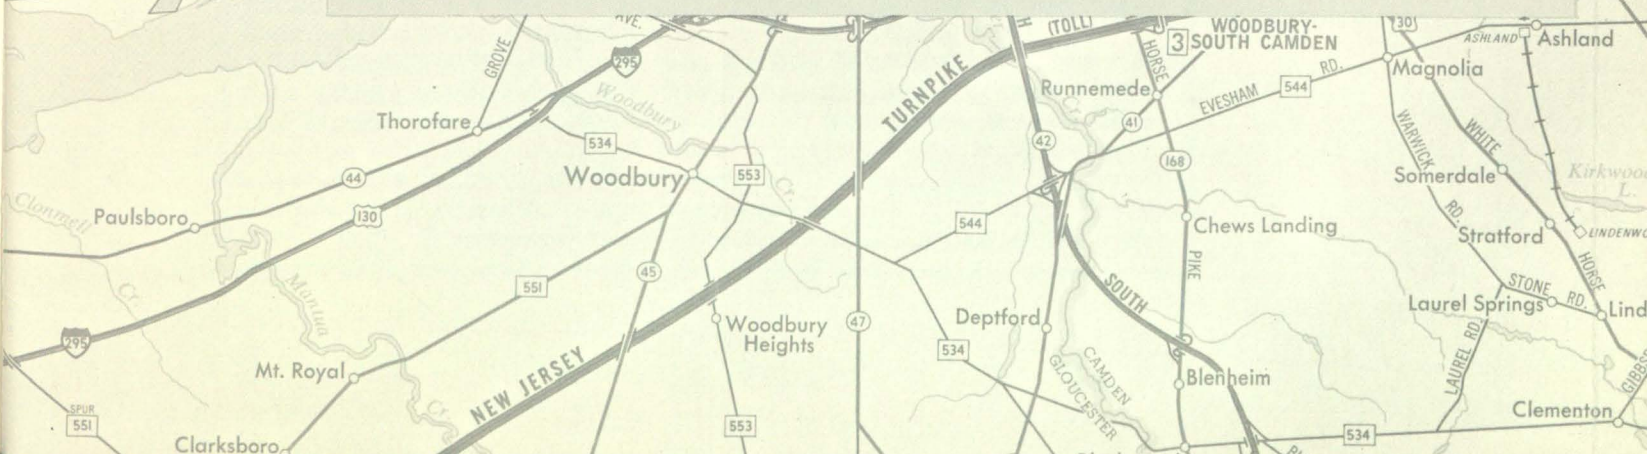 AVE.
GROVE
295
Woodbury
Cr.
Thorofare
534
Woodbury
553
44
Paulsboro
130
Clonmell
Cr.
295
SPUR
551
Mantua
Cr.
Mt. Royal
Clarksboro
551
45
NEW JERSEY
TURNPIKE
(TOLL)
H
Woodbury
Heights
553
47
3
WOODBURY-
SOUTH CAMDEN
HORSE
Runnemede
Cr.
41
42
EVESHAM
544
RD.
168
544
Chews Landing
PIKE
SOUTH
Deptford
534
CAMDEN
GLOUCESTER
Blenheim
534
30
ASHLAND
Ashland
Magnolia
WARWICK
RD.
WHITE
Somerdale
Kirkwoo
L.
Stratford
LINDENWO
HORSE
STONE
RD.
Laurel Springs
Lind
LAUREL RD.
GIBBS
Clementon